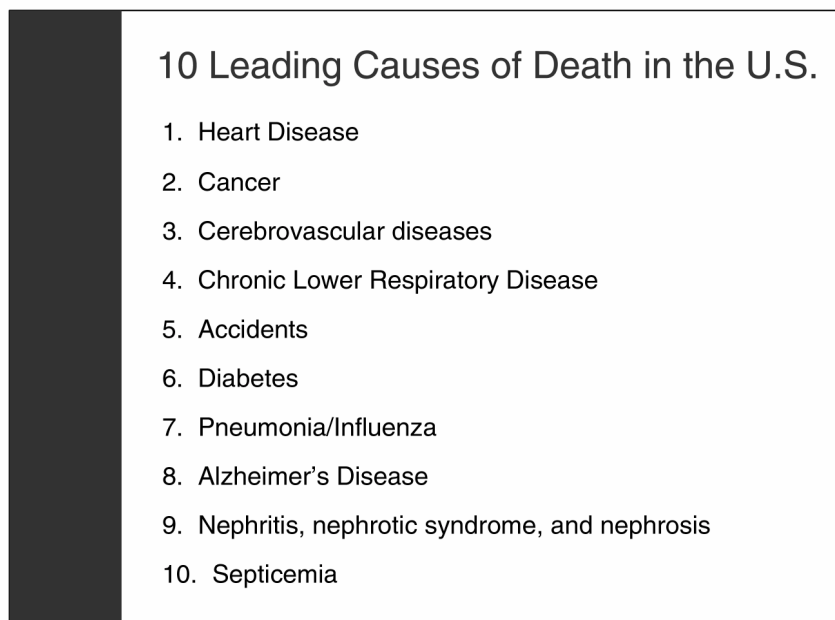 10 Leading Causes of Death in the U.S.
1. Heart Disease
2. Cancer
3. Cerebrovascular diseases
4. Chronic Lower Respiratory Disease
5. Accidents
6. Diabetes
7. Pneumonia/Influenza
8. Alzheimer’s Disease
9. Nephritis, nephrotic syndrome, and nephrosis
10. Septicemia